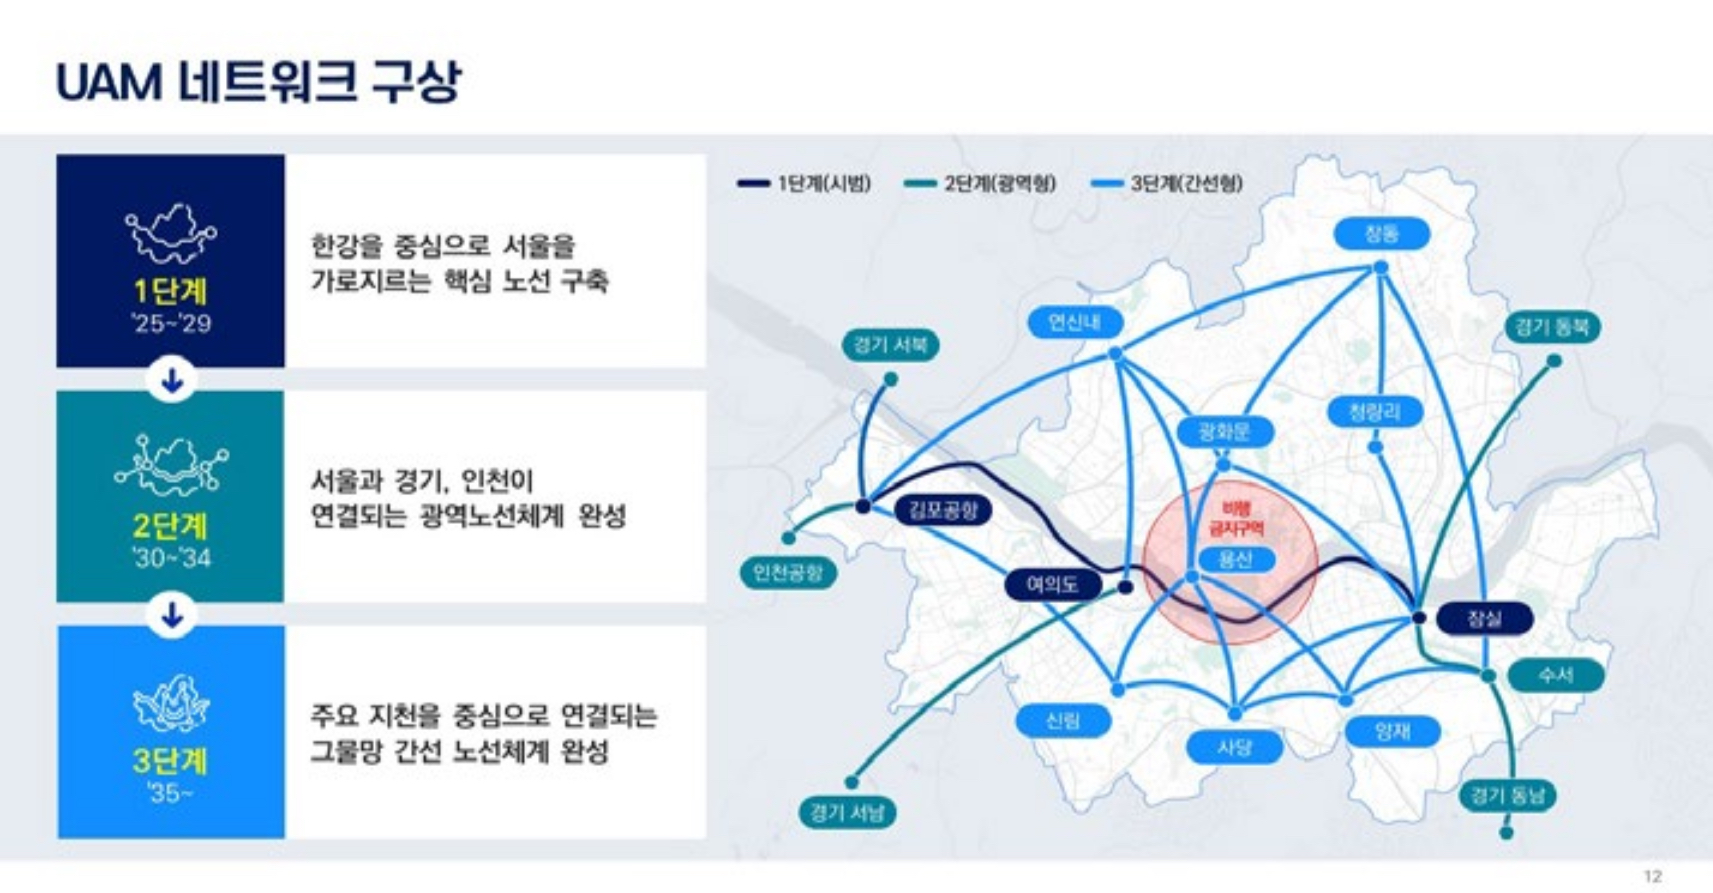 UAM 네트워크 구상
1단계
'25~'29
한강을 중심으로 서울을
가로지르는 핵심 노선 구축
2단계
'30~'34
서울과 경기, 인천이
연결되는 광역노선체계 완성
3단계
'35~
주요 지천을 중심으로 연결되는
그물망 간선 노선체계 완성
1단계(시범)
2단계(광역형)
3단계(간선형)
창동
연신내
경기 서북
경기 동북
청량리
광화문
김포공항
비행
금지구역
용산
인천공항
여의도
잠실
수서
신림
사당
양재
경기 서남
경기 동남
12